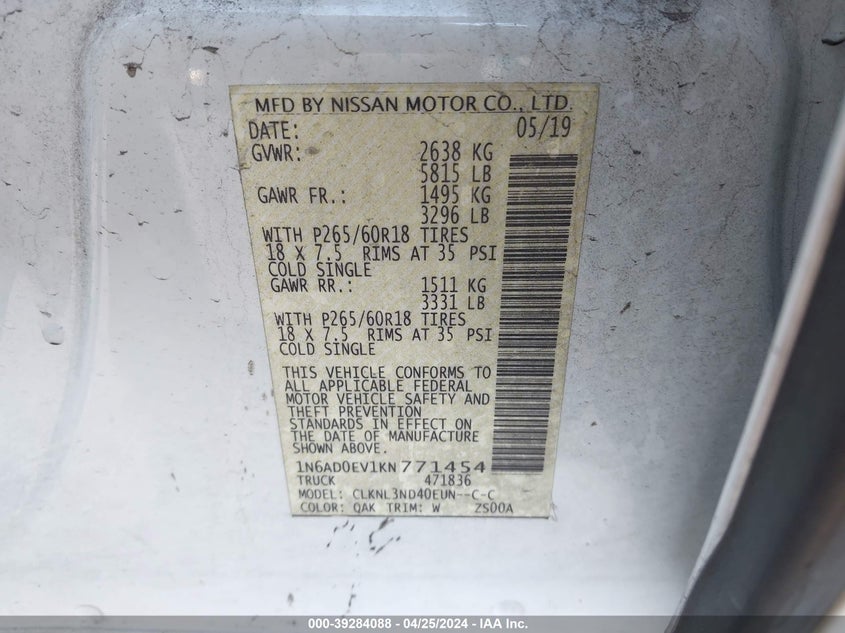 MFD BY NISSAN MOTOR CO., LTD.
DATE: 05/19
GVWR: 2638 KG
5815 LB
GAWR FR.: 1495 KG
3296 LB
WITH P265/60R18 TIRES
18 X 7.5 RIMS AT 35 PSI
COLD SINGLE
GAWR RR.: 1511 KG
3331 LB
WITH P265/60R18 TIRES
18 X 7.5 RIMS AT 35 PSI
COLD SINGLE
THIS VEHICLE CONFORMS TO
ALL APPLICABLE FEDERAL
MOTOR VEHICLE SAFETY AND
THEFT PREVENTION
STANDARDS IN EFFECT ON
THE DATE OF MANUFACTURE
SHOWN ABOVE.
1N6AD0EV1KN771454
TRUCK 471836
MODEL: CLKNL3ND40EUN--C-C
COLOR: QAK TRIM: W ZS00A
000-39284088 - 04/25/2024 - IAA Inc.